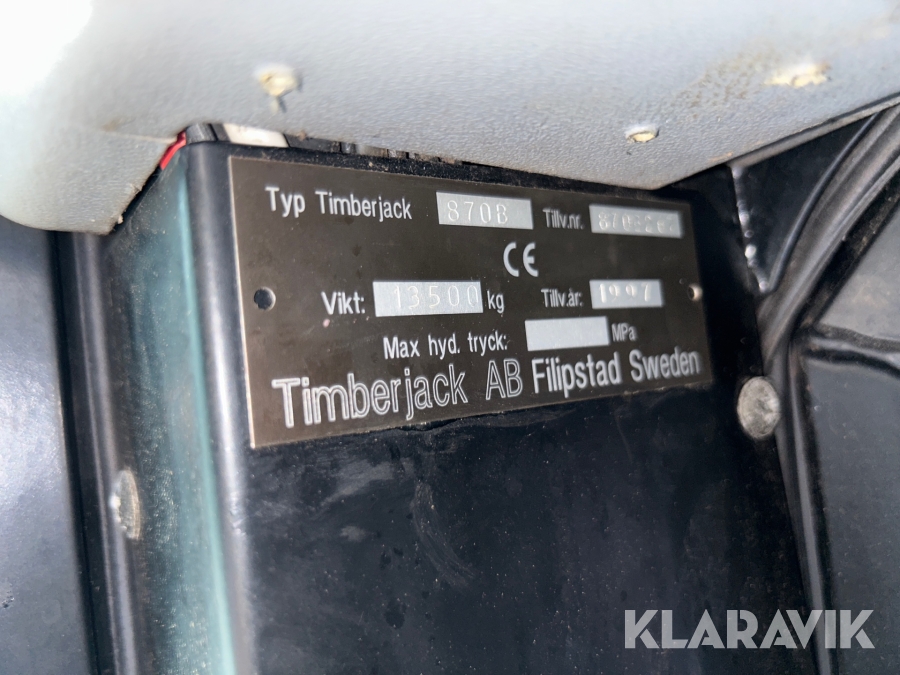 Typ Timberjack 870B Tillv.nr.
CE
Vikt: 13500 kg Tillv.år: 1997
Max hyd. tryck: MPa
Timberjack AB Filipstad Sweden
KLARAVIK